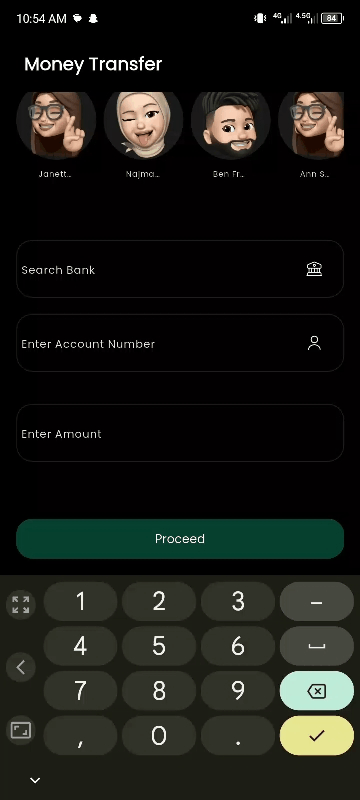 10:54 AM
4G 4.5G 84
Money Transfer
Janett… Najma… Ben Fr… Ann S…
Search Bank
Enter Account Number
Enter Amount
Proceed
1 2 3 –
4 5 6
7 8 9
, 0 .